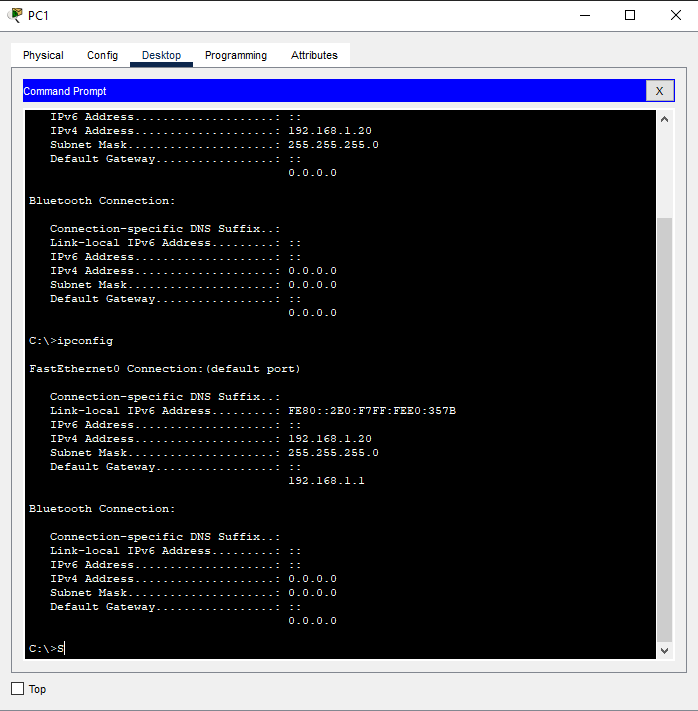 PC1
Physical Config Desktop Programming Attributes
Command Prompt X
IPv6 Address....................: ::
IPv4 Address....................: 192.168.1.20
Subnet Mask.....................: 255.255.255.0
Default Gateway.................: ::
0.0.0.0
Bluetooth Connection:
Connection-specific DNS Suffix..:
Link-local IPv6 Address.........: ::
IPv6 Address....................: ::
IPv4 Address....................: 0.0.0.0
Subnet Mask.....................: 0.0.0.0
Default Gateway.................: ::
0.0.0.0
C:\>ipconfig
FastEthernet0 Connection:(default port)
Connection-specific DNS Suffix..:
Link-local IPv6 Address.........: FE80::2E0:F7FF:FEE0:357B
IPv6 Address....................: ::
IPv4 Address....................: 192.168.1.20
Subnet Mask.....................: 255.255.255.0
Default Gateway.................: ::
192.168.1.1
Bluetooth Connection:
Connection-specific DNS Suffix..:
Link-local IPv6 Address.........: ::
IPv6 Address....................: ::
IPv4 Address....................: 0.0.0.0
Subnet Mask.....................: 0.0.0.0
Default Gateway.................: ::
0.0.0.0
C:\>S
Top